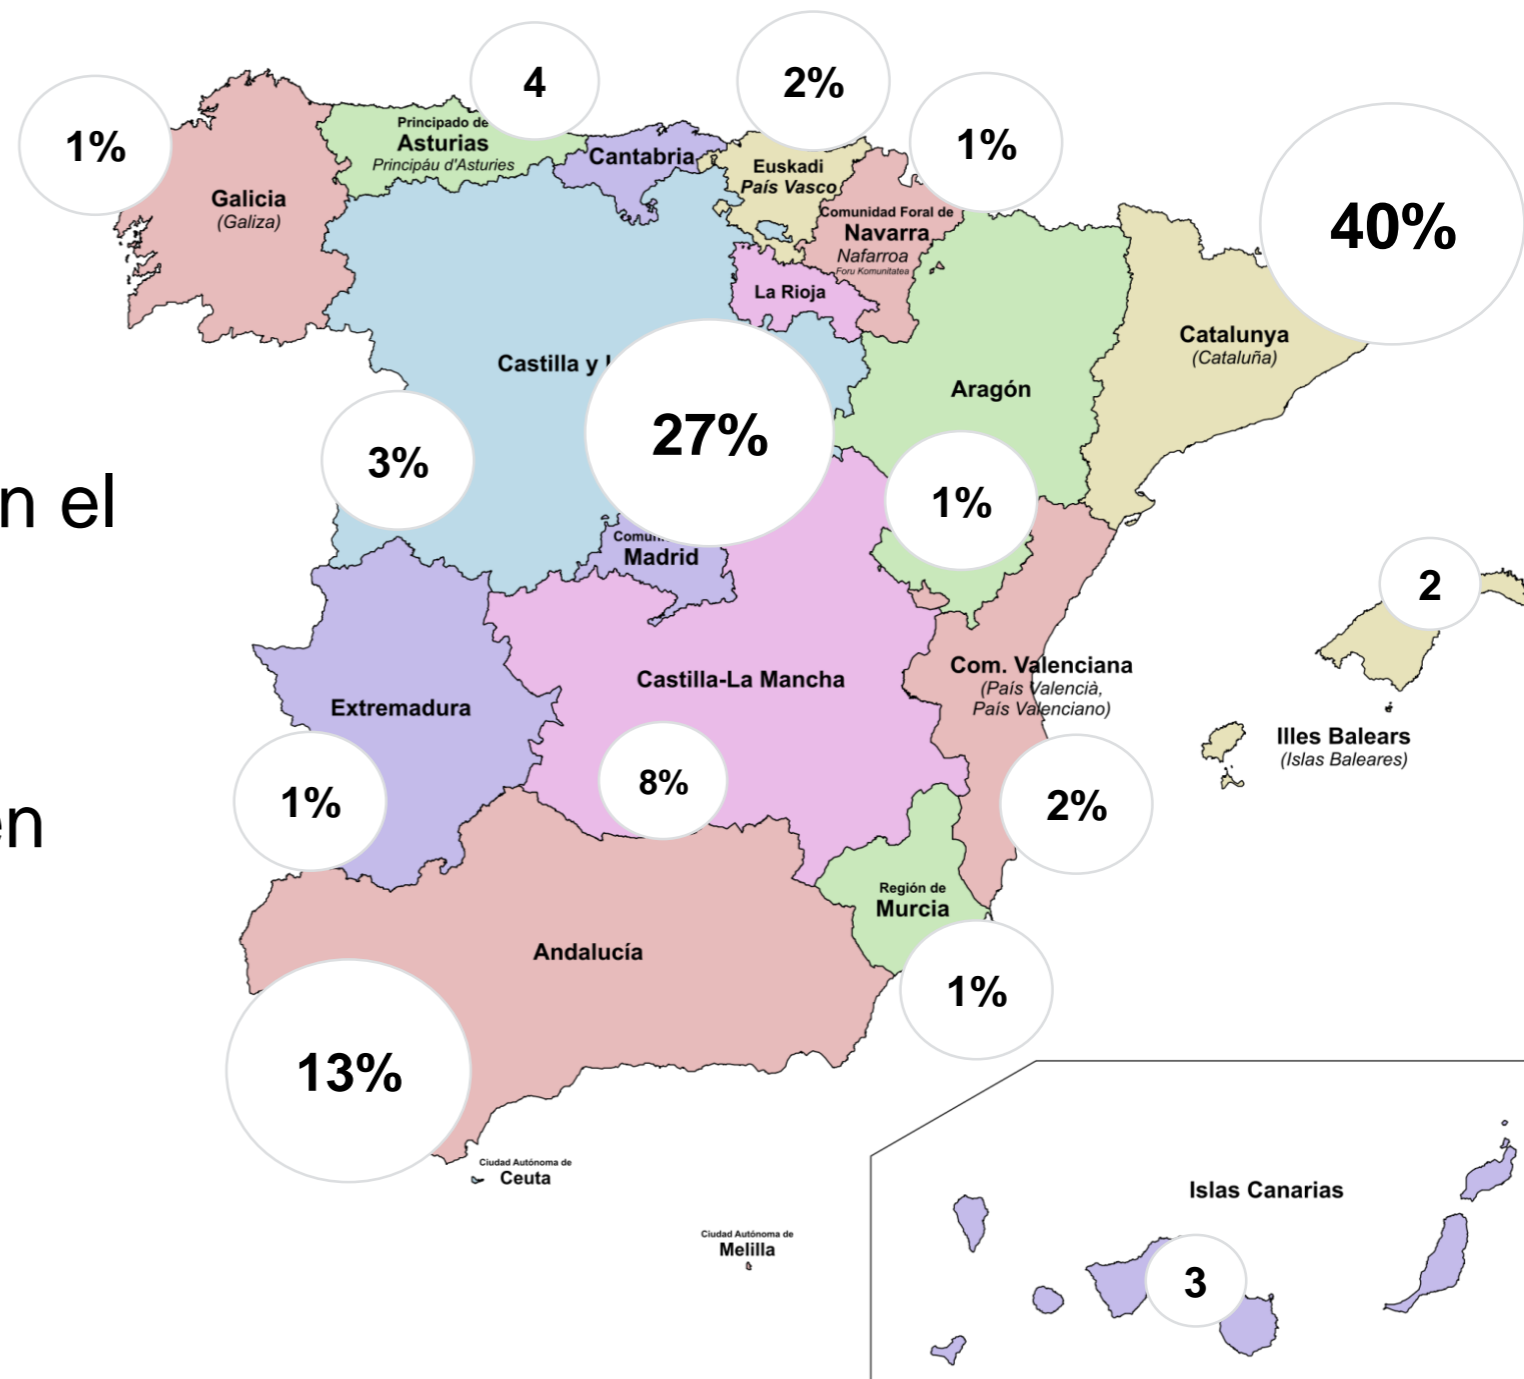 4
2%
1%
1%
40%
Principado de
Asturias
Principáu d'Asturies
Cantabria
Euskadi
País Vasco
Galicia
(Galiza)
Comunidad Foral de
Navarra
Nafarroa
Foru Komunitatea
La Rioja
Catalunya
(Cataluña)
Castilla y
Aragón
27%
3%
n el
1%
Madrid
2
Com. Valenciana
(País Valencià,
País Valenciano)
Castilla-La Mancha
Extremadura
Illes Balears
(Islas Baleares)
8%
1%
2%
en
Región de
Murcia
Andalucía
1%
13%
Ciudad Autónoma de
Ceuta
Islas Canarias
Ciudad Autónoma de
Melilla
3